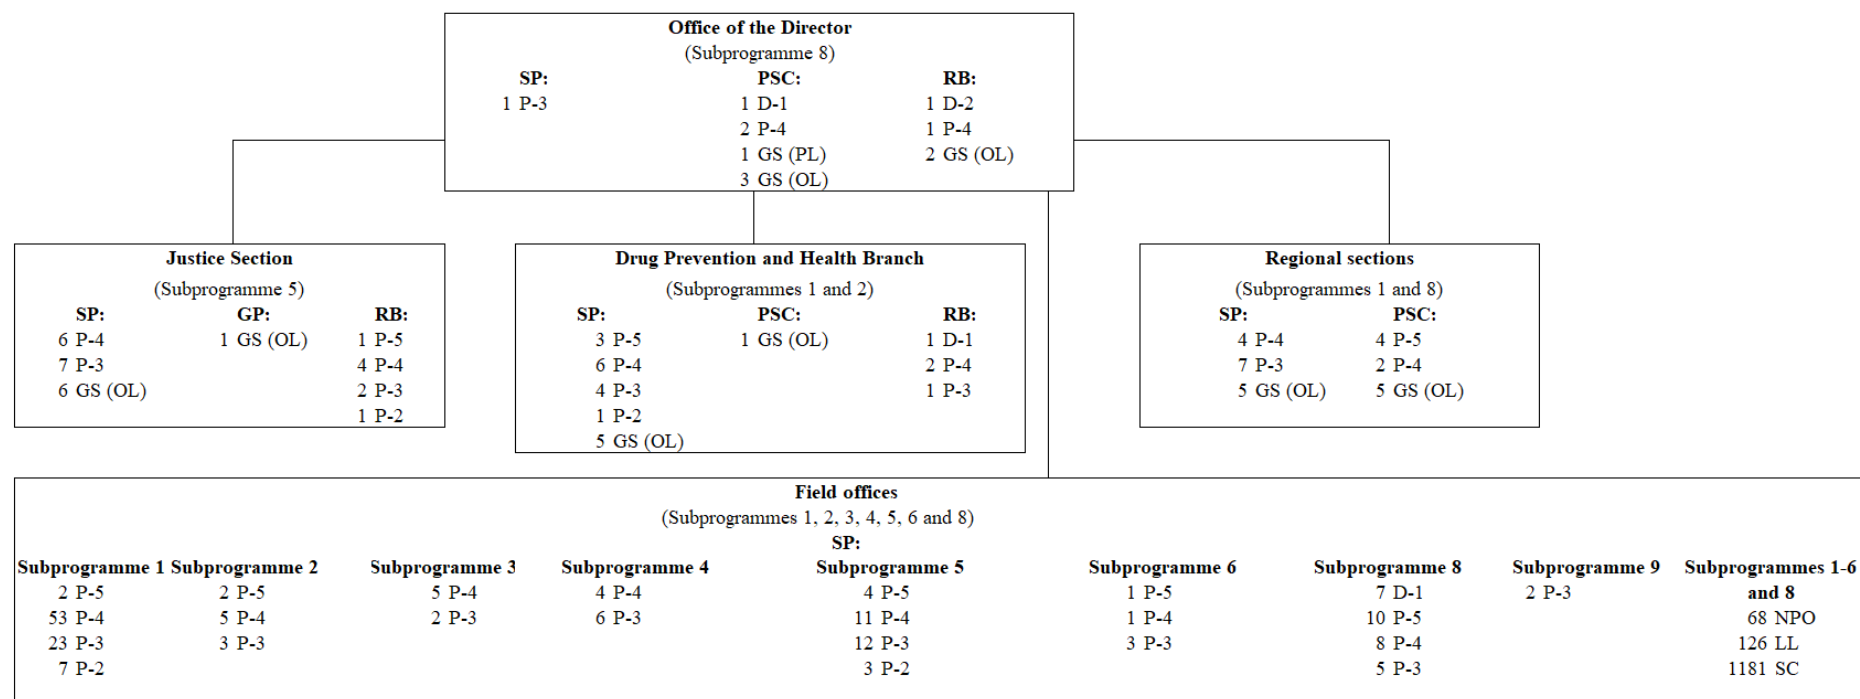 Office of the Director
(Subprogramme 8)
SP: PSC: RB:
1 P-3 1 D-1 1 D-2
2 P-4 1 P-4
1 GS (PL) 2 GS (OL)
3 GS (OL)
Justice Section
(Subprogramme 5)
SP: GP: RB:
6 P-4 1 GS (OL) 1 P-5
7 P-3 4 P-4
6 GS (OL) 2 P-3
1 P-2
Drug Prevention and Health Branch
(Subprogrammes 1 and 2)
SP: PSC: RB:
3 P-5 1 GS (OL) 1 D-1
6 P-4 2 P-4
4 P-3 1 P-3
1 P-2
5 GS (OL)
Regional sections
(Subprogrammes 1 and 8)
SP: PSC:
4 P-4 4 P-5
7 P-3 2 P-4
5 GS (OL) 5 GS (OL)
Field offices
(Subprogrammes 1, 2, 3, 4, 5, 6 and 8)
SP:
Subprogramme 1 Subprogramme 2 Subprogramme 3 Subprogramme 4 Subprogramme 5 Subprogramme 6 Subprogramme 8 Subprogramme 9 Subprogrammes 1-6
2 P-5 2 P-5 5 P-4 4 P-4 4 P-5 1 P-5 7 D-1 2 P-3 and 8
53 P-4 5 P-4 2 P-3 6 P-3 11 P-4 1 P-4 10 P-5 68 NPO
23 P-3 3 P-3 12 P-3 3 P-3 8 P-4 126 LL
7 P-2 3 P-2 5 P-3 1181 SC